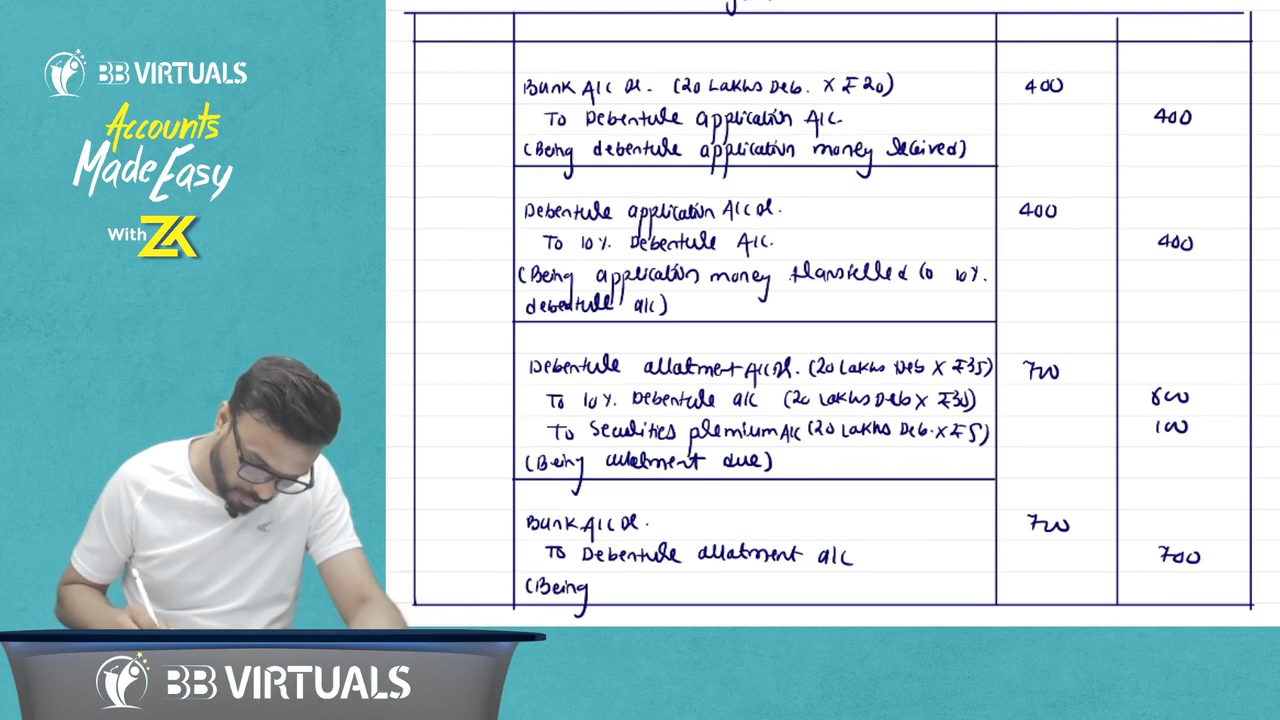 BB VIRTUALS
Accounts
Made Easy
With ZK
Bank A/C Dr. (20 Lakhs Deb. X ₹20) 400
To Debenture application A/C. 400
(Being debenture application money received)
Debenture application A/C Dr. 400
To 10%. Debenture A/C. 400
(Being application money transferred to 10%.
debenture a/c)
Debenture allatment A/C Dr. (20 Lakhs Deb X ₹35) 700
To 10%. Debenture a/c (20 Lakhs Deb X ₹30) 600
To Securities premium A/C (20 Lakhs Deb. X ₹5) 100
(Being allatment due)
Bank A/C Dr. 700
To Debenture allatment a/c 700
(Being
BB VIRTUALS